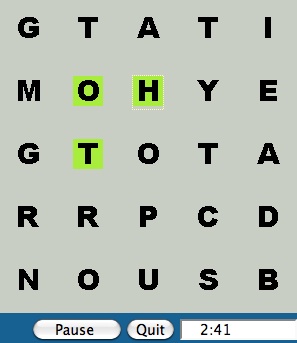 G T A T I
M O H Y E
G T O T A
R R P C D
N O U S B
Pause Quit 2:41